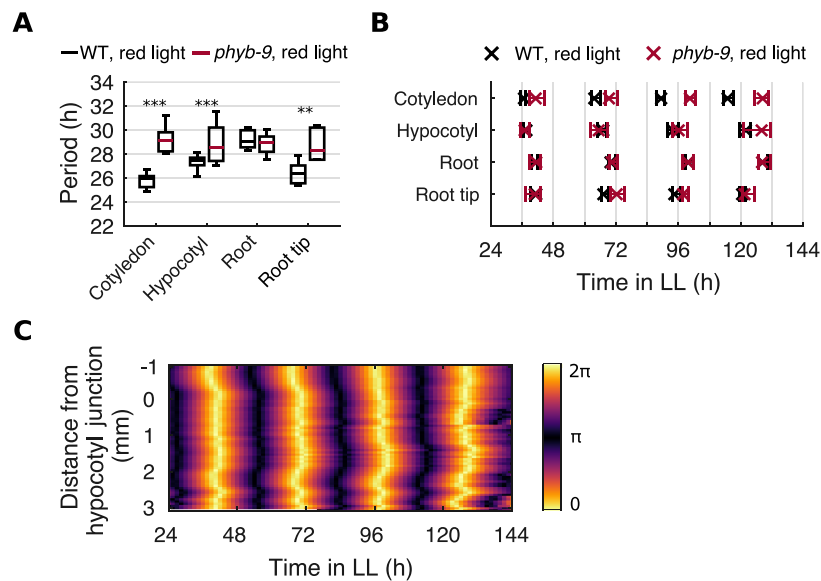 A
WT, red light phyb-9, red light
34
32
30
28
26
24
22
Period (h)
*** *** **
Cotyledon Hypocotyl Root Root tip
B
WT, red light phyb-9, red light
Cotyledon
Hypocotyl
Root
Root tip
24 48 72 96 120 144
Time in LL (h)
C
Distance from
hypocotyl junction
(mm)
-1
0
1
2
3
24 48 72 96 120 144
Time in LL (h)
2π
π
0